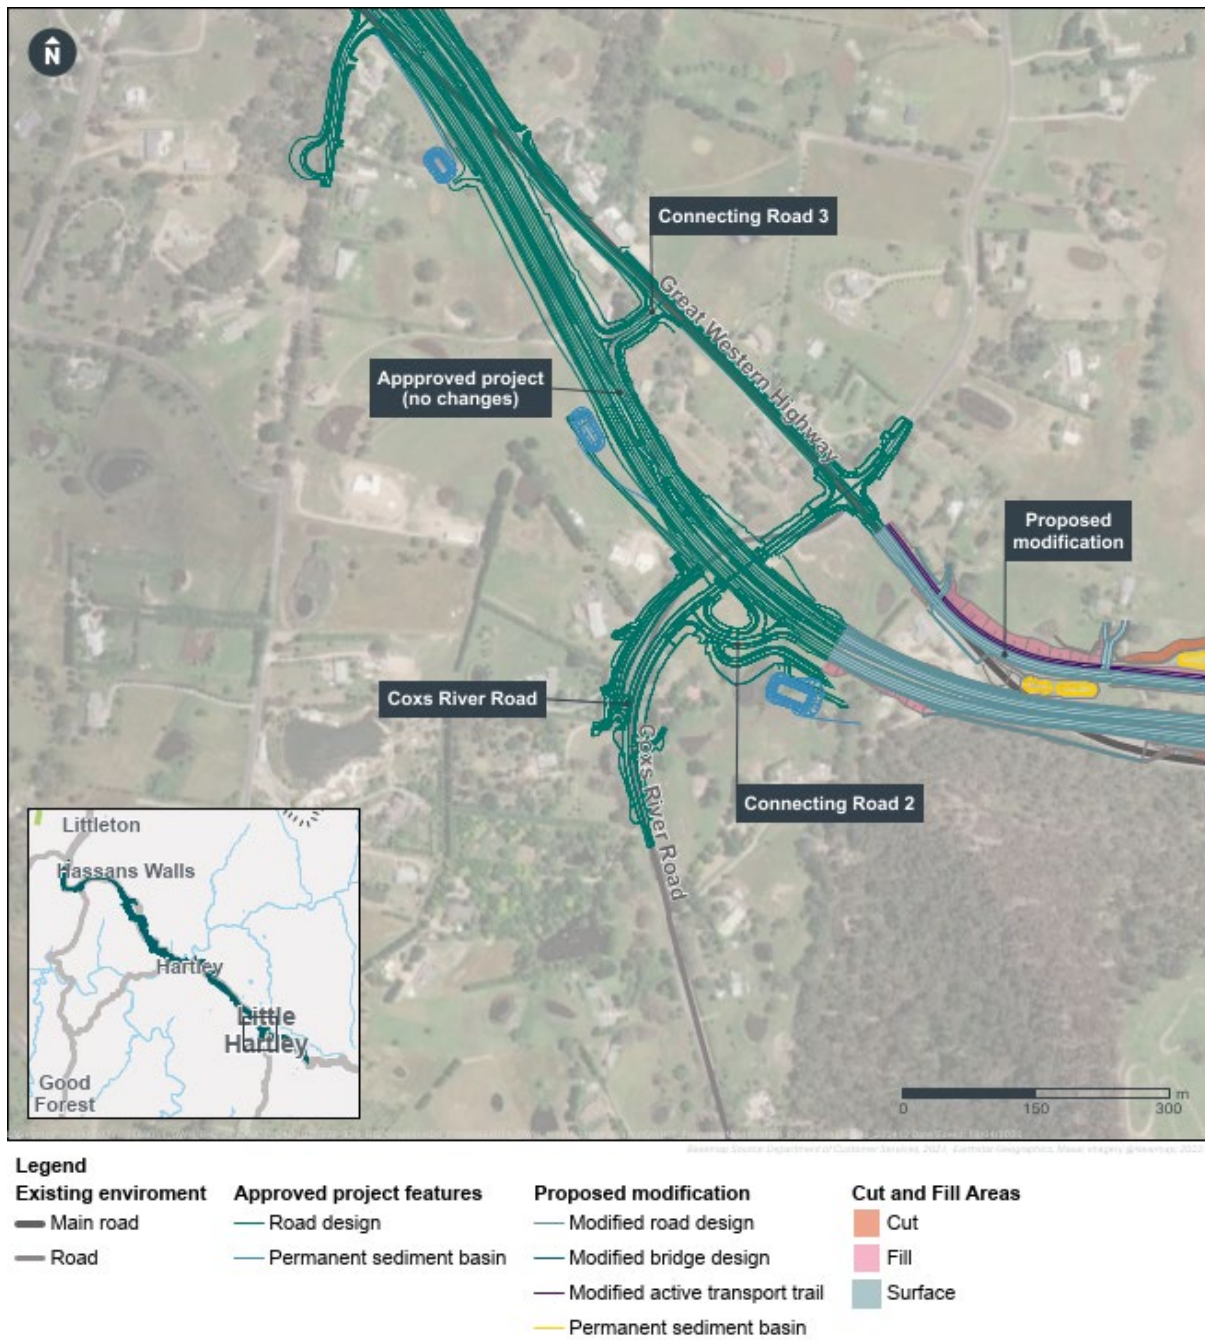 N
Connecting Road 3
Great Western Highway
Appproved project
(no changes)
Proposed
modification
Coxs River Road
Coxs River Road
Connecting Road 2
Littleton
Hassans Walls
Hartley
Little
Hartley
Good
Forest
m
0 150 300
Legend
Existing enviroment
Main road
Road
Approved project features
Road design
Permanent sediment basin
Proposed modification
Modified road design
Modified bridge design
Modified active transport trail
Permanent sediment basin
Cut and Fill Areas
Cut
Fill
Surface